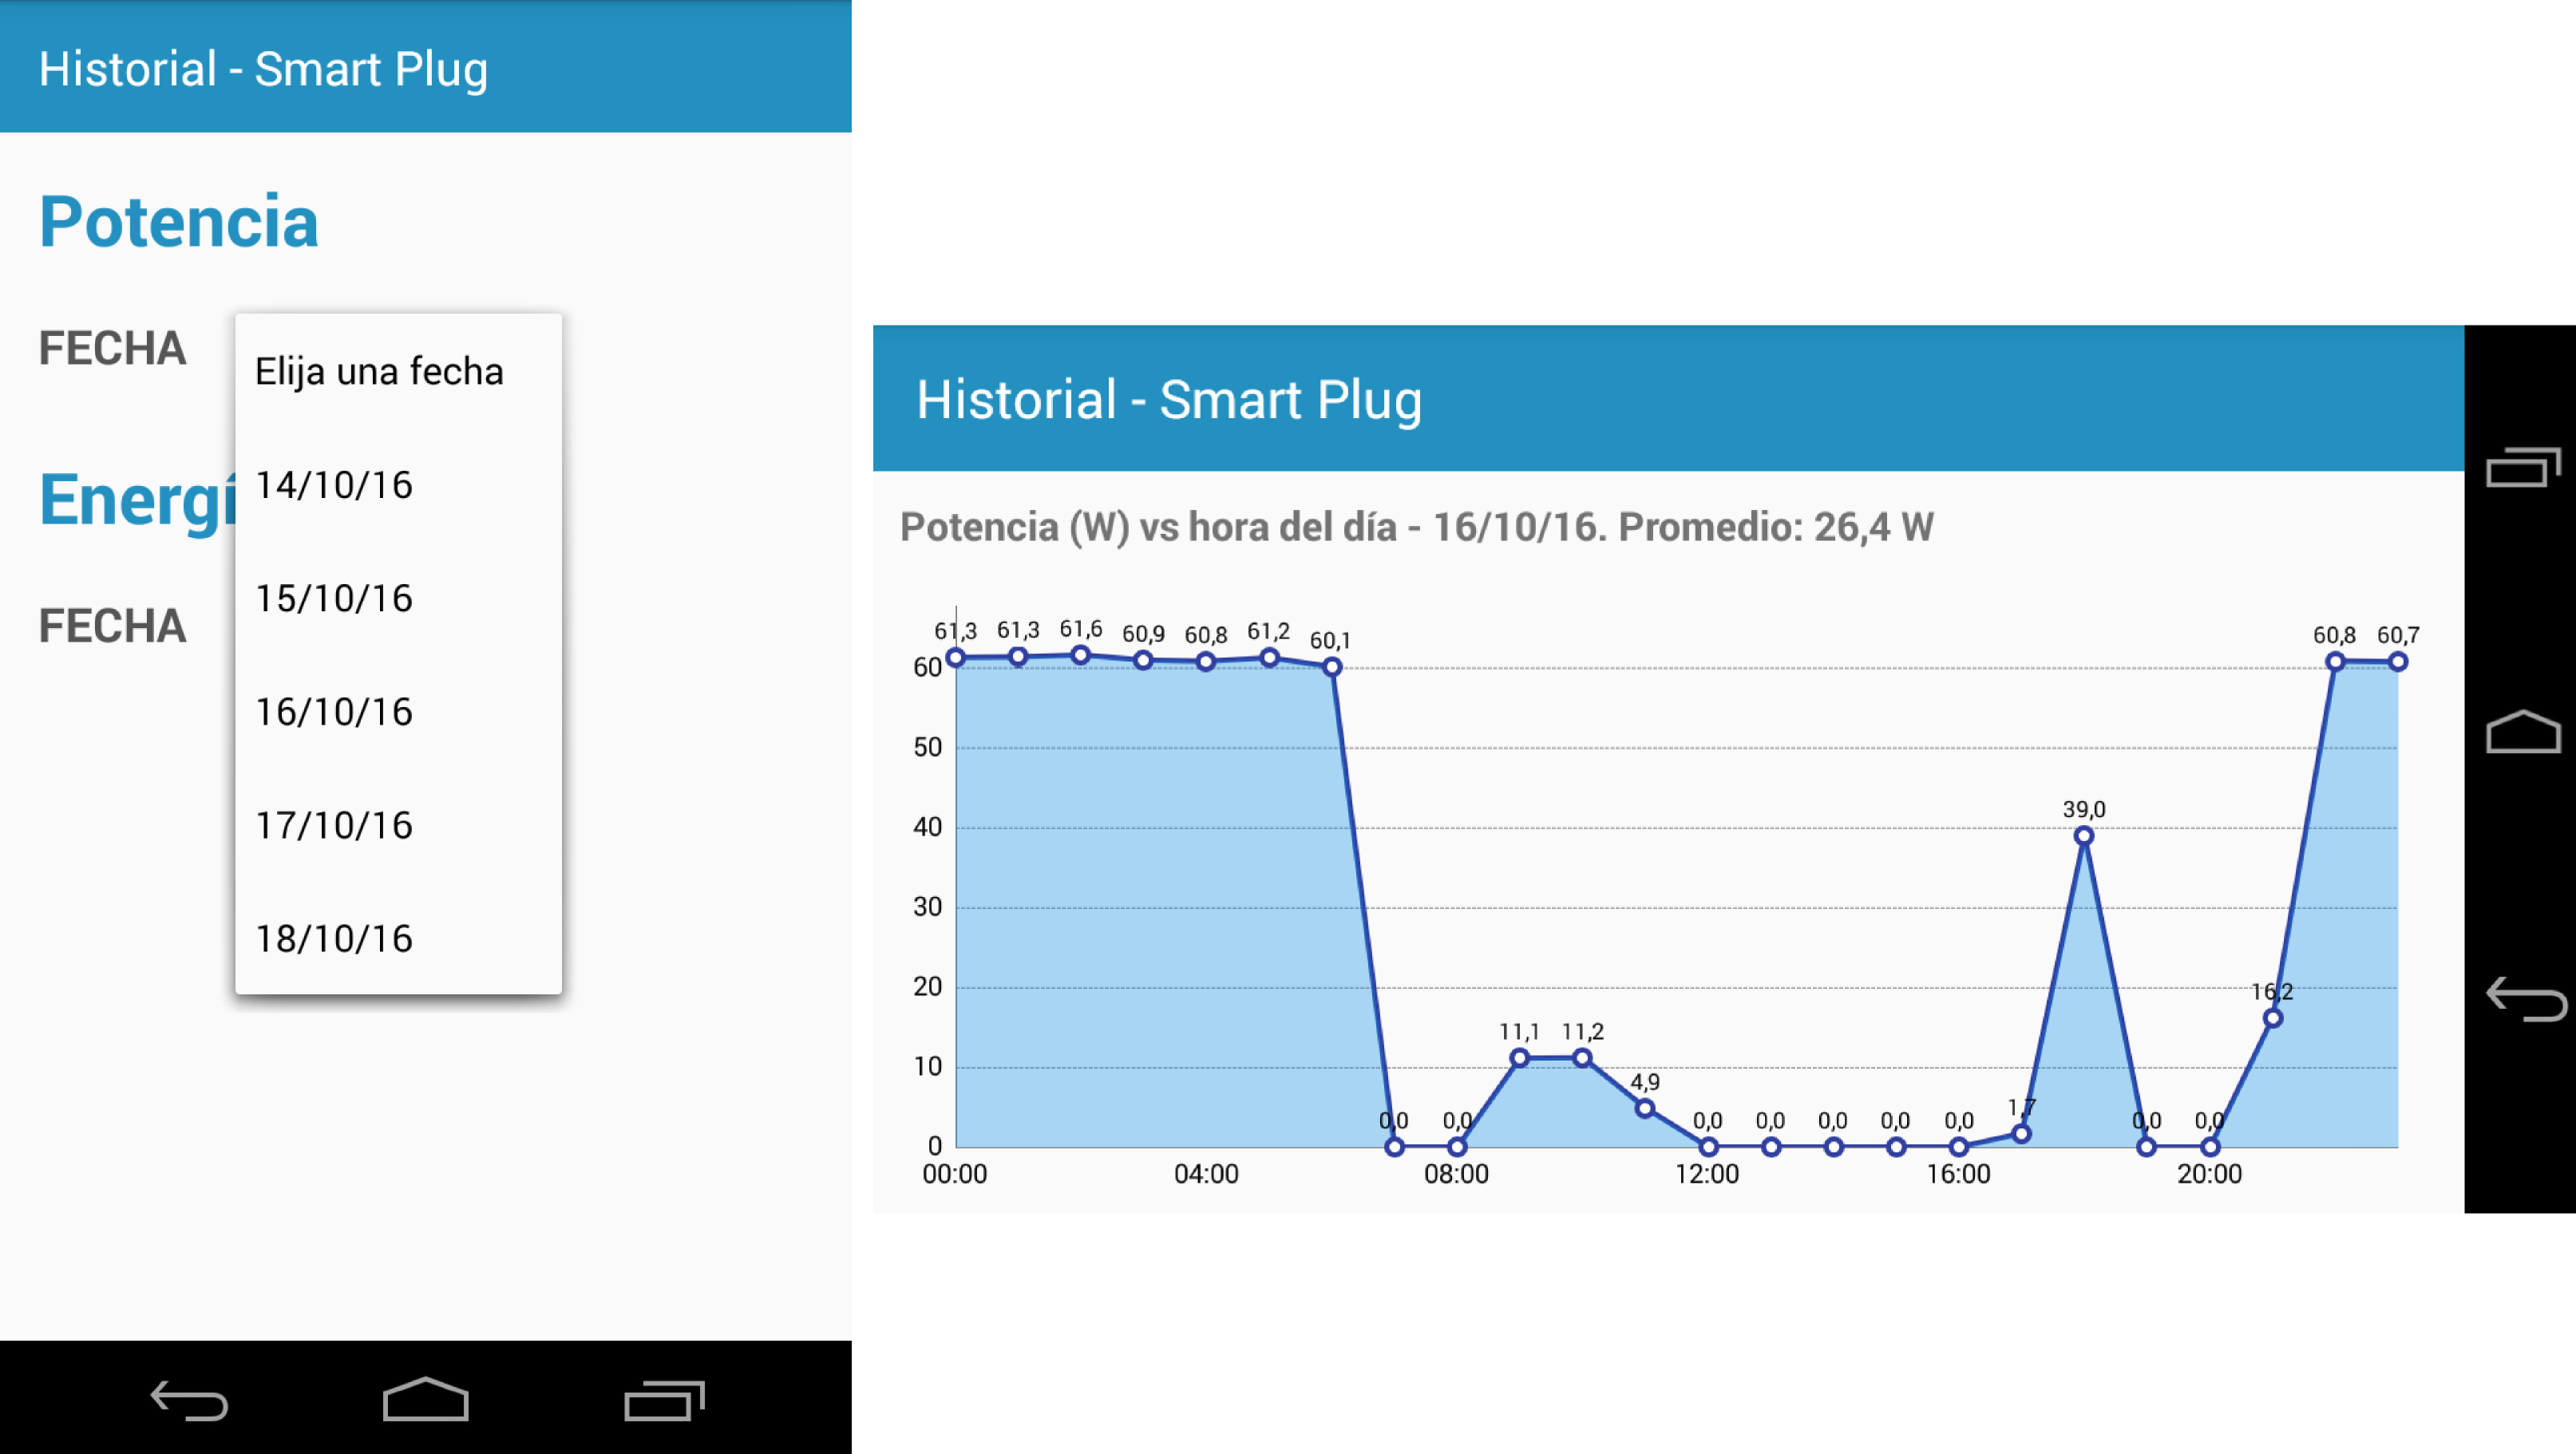 Historial - Smart Plug
Potencia
FECHA
Elija una fecha
14/10/16
Energí
15/10/16
FECHA
16/10/16
17/10/16
18/10/16
Historial - Smart Plug
Potencia (W) vs hora del día - 16/10/16. Promedio: 26,4 W
61,3 61,3 61,6 60,9 60,8 61,2 60,1 0,0 0,0 11,1 11,2 4,9 0,0 0,0 0,0 0,0 0,0 1,7 39,0 0,0 0,0 16,2 60,8 60,7
60
50
40
30
20
10
0
00:00 04:00 08:00 12:00 16:00 20:00